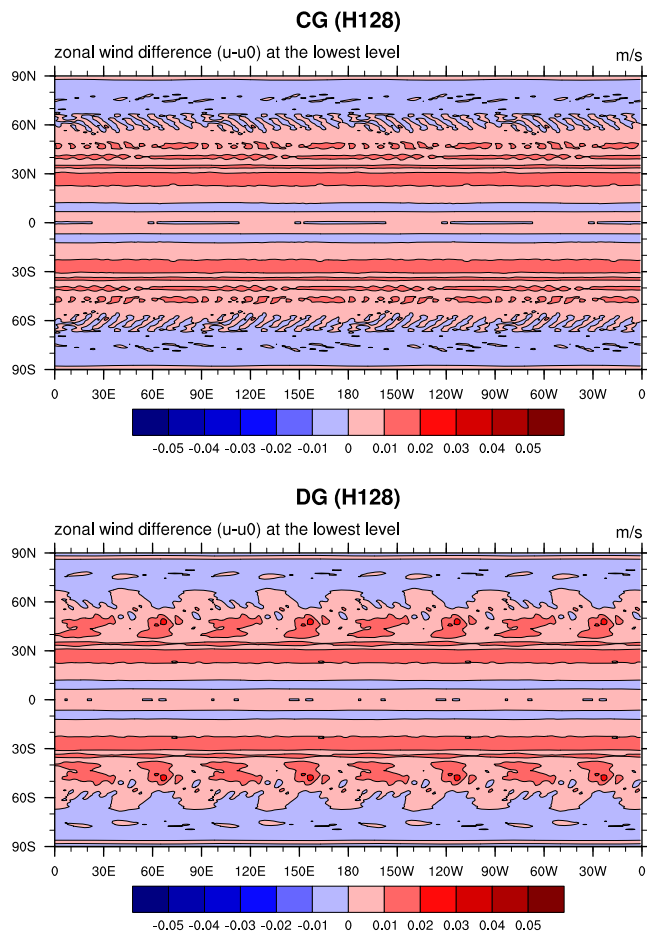 CG (H128)
zonal wind difference (u-u0) at the lowest level m/s
90N
60N
30N
0
30S
60S
90S
0 30E 60E 90E 120E 150E 180 150W 120W 90W 60W 30W 0
-0.05 -0.04 -0.03 -0.02 -0.01 0 0.01 0.02 0.03 0.04 0.05
DG (H128)
zonal wind difference (u-u0) at the lowest level m/s
90N
60N
30N
0
30S
60S
90S
0 30E 60E 90E 120E 150E 180 150W 120W 90W 60W 30W 0
-0.05 -0.04 -0.03 -0.02 -0.01 0 0.01 0.02 0.03 0.04 0.05